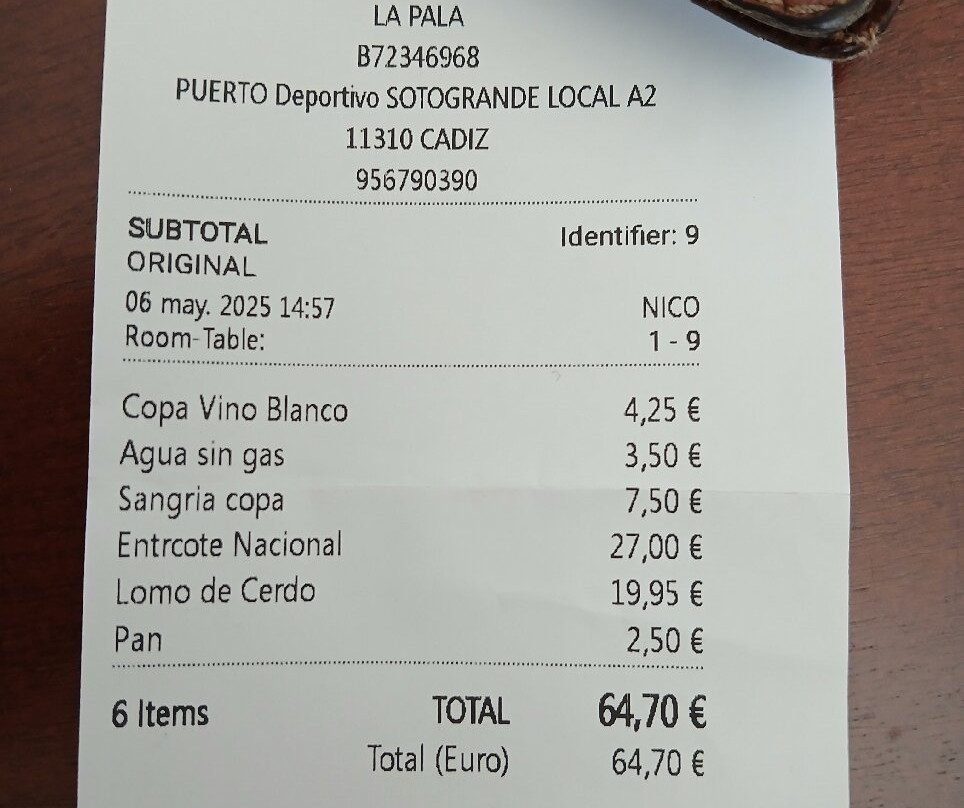 LA PALA
B72346968
PUERTO Deportivo SOTOGRANDE LOCAL A2
11310 CADIZ
956790390
SUBTOTAL Identifier: 9
ORIGINAL
06 may. 2025 14:57 NICO
Room-Table: 1 - 9
Copa Vino Blanco 4,25 €
Agua sin gas 3,50 €
Sangria copa 7,50 €
Entrcote Nacional 27,00 €
Lomo de Cerdo 19,95 €
Pan 2,50 €
6 Items TOTAL 64,70 €
Total (Euro) 64,70 €